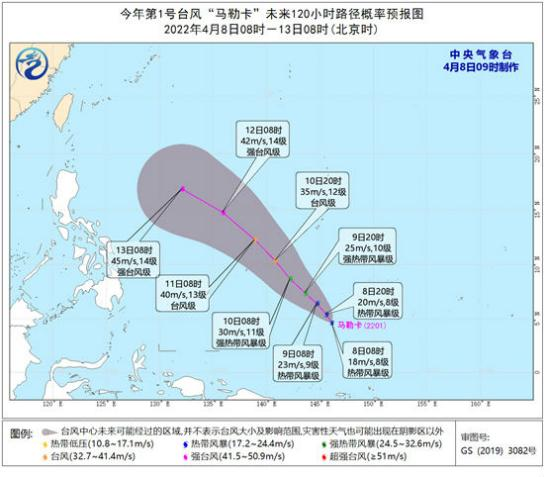 今年第1号台风“马勒卡”未来120小时路径概率预报图
2022年4月8日08时—13日08时(北京时)
中央气象台
4月8日09时制作
12日08时
42m/s,14级
强台风级
10日20时
35m/s,12级
台风级
9日20时
25m/s,10级
强热带风暴级
13日08时
45m/s,14级
强台风级
11日08时
40m/s,13级
台风级
8日20时
20m/s,8级
热带风暴级
10日08时
30m/s,11级
强热带风暴级
马勒卡(2201)
9日08时
23m/s,9级
热带风暴级
8日08时
18m/s,8级
热带风暴级
25°N
20°N
15°N
10°N
5°N
0°
120°E
125°E
130°E
135°E
140°E
145°E
150°E
155°E
160°E
图例:
台风中心未来可能经过的区域,并不表示台风大小及影响范围,灾害性天气也可能出现在阴影区以外
热带低压(10.8~17.1m/s)
热带风暴(17.2~24.4m/s)
强热带风暴(24.5~32.6m/s)
台风(32.7~41.4m/s)
强台风(41.5~50.9m/s)
超强台风(≥51m/s)
审图号:
GS (2019) 3082号